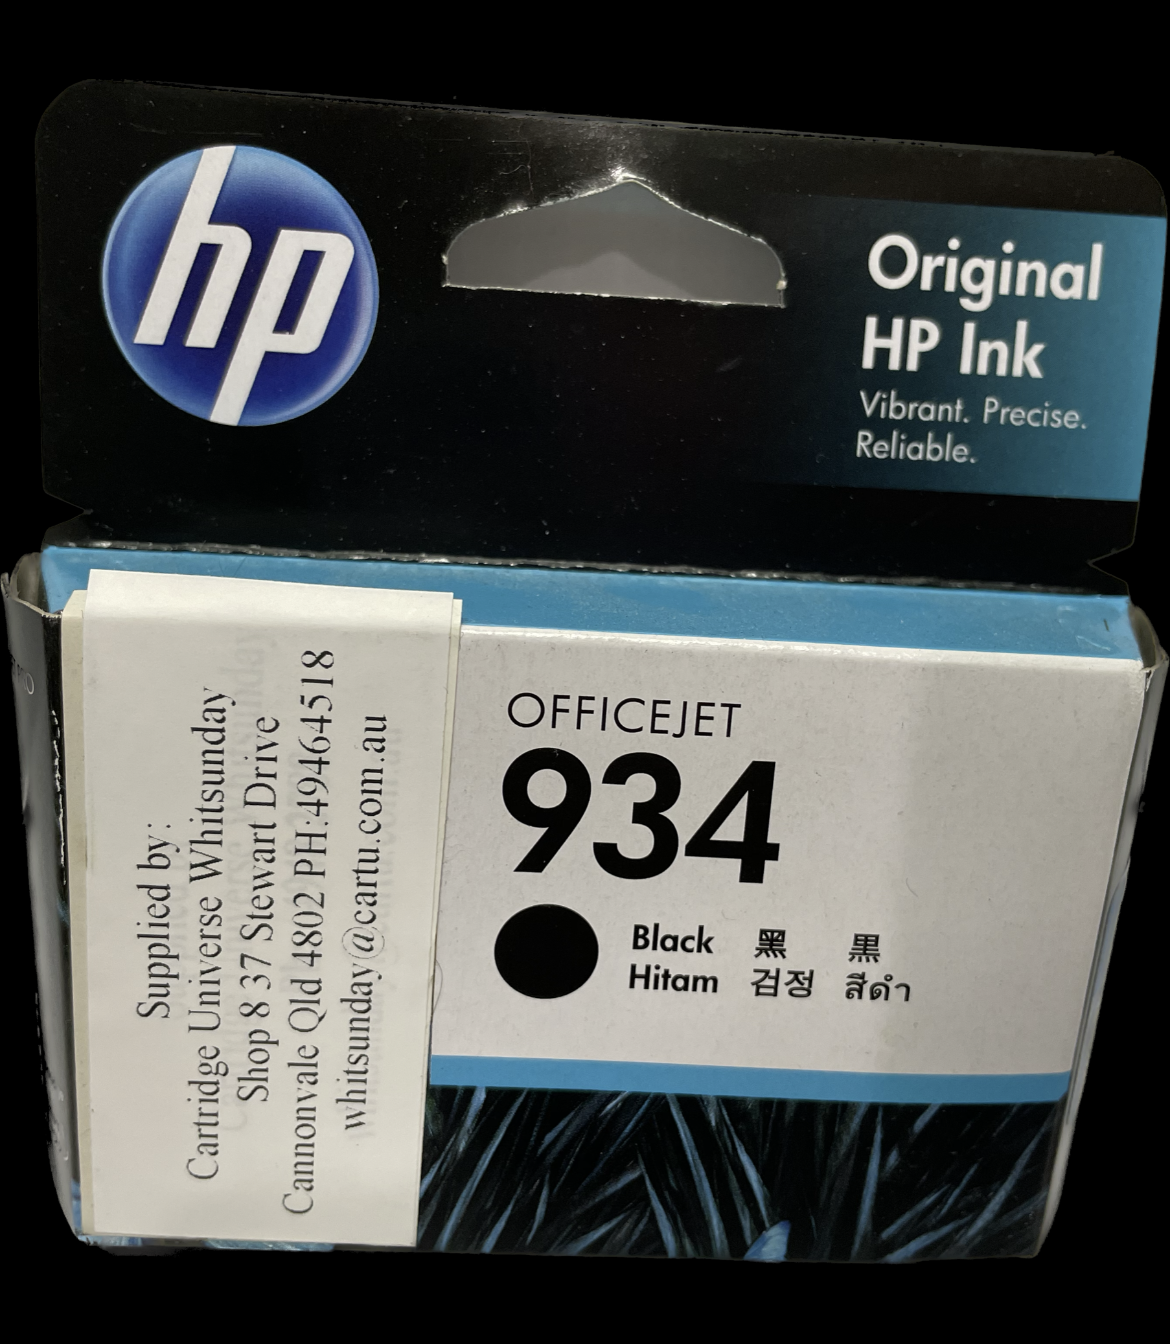 hp
Original
HP Ink
Vibrant. Precise.
Reliable.
OFFICEJET
934
Black 黑 黒
Hitam 검정 สีดำ
Supplied by:
Cartridge Universe Whitsunday
Shop 8 37 Stewart Drive
Cannonvale Qld 4802 PH:49464518
whitsunday@cartu.com.au